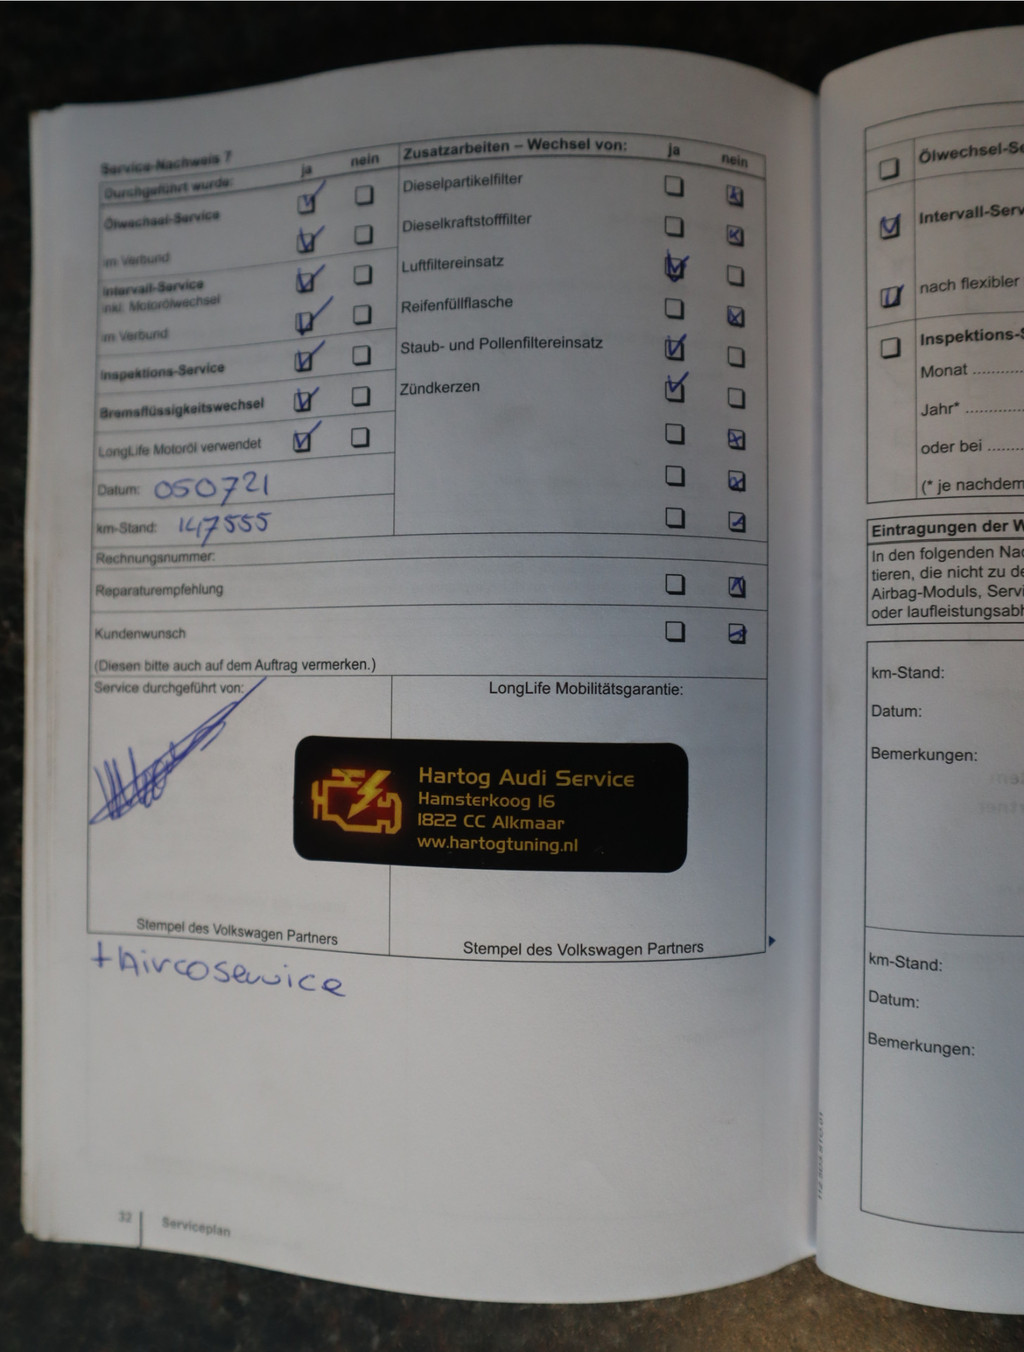 Service-Nachweis 7
Durchgeführt wurde: ja nein
Ölwechsel-Service
im Verbund
Intervall-Service
inkl. Motorölwechsel
im Verbund
Inspektions-Service
Bremsflüssigkeitswechsel
LongLife Motoröl verwendet
Datum: 050721
km-Stand: 147555
Zusatzarbeiten – Wechsel von: ja nein
Dieselpartikelfilter
Dieselkraftstofffilter
Luftfiltereinsatz
Reifenfüllflasche
Staub- und Pollenfiltereinsatz
Zündkerzen
Rechnungsnummer:
Reparaturempfehlung
Kundenwunsch
(Diesen bitte auch auf dem Auftrag vermerken.)
Service durchgeführt von:
LongLife Mobilitätsgarantie:
Hartog Audi Service
Hamsterkoog 16
1822 CC Alkmaar
www.hartogtuning.nl
Stempel des Volkswagen Partners
Stempel des Volkswagen Partners
+Aircoservice
32 Serviceplan
Ölwechsel-Se
Intervall-Serv
nach flexibler
Inspektions-S
Monat
Jahr*
oder bei
(* je nachdem
Eintragungen der W
In den folgenden Nac
tieren, die nicht zu de
Airbag-Moduls, Servi
oder laufleistungsabh
km-Stand:
Datum:
Bemerkungen:
km-Stand:
Datum:
Bemerkungen: